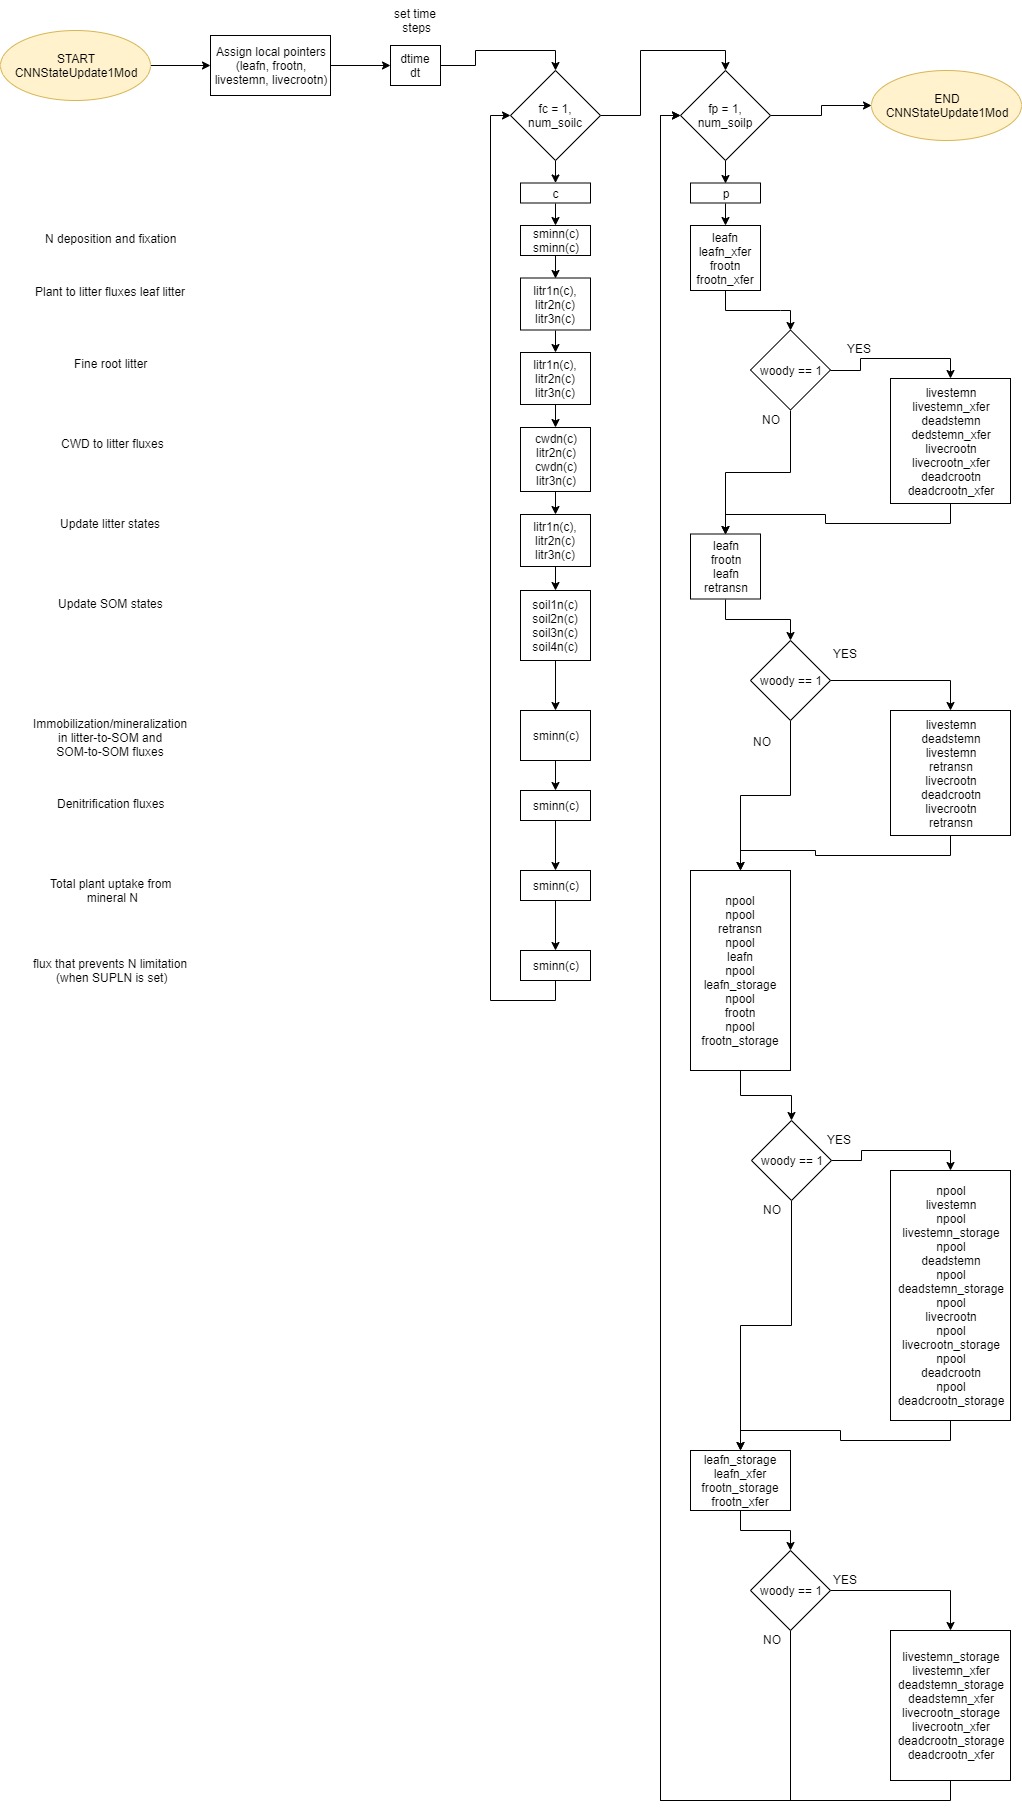 START
CNNStateUpdate1Mod
Assign local pointers
(leafn, frootn,
livestemn, livecrootn)
set time
steps
dtime
dt
fc = 1,
num_soilc
fp = 1,
num_soilp
END
CNNStateUpdate1Mod
N deposition and fixation
Plant to litter fluxes leaf litter
Fine root litter
CWD to litter fluxes
Update litter states
Update SOM states
Immobilization/mineralization
in litter-to-SOM and
SOM-to-SOM fluxes
Denitrification fluxes
Total plant uptake from
mineral N
flux that prevents N limitation
(when SUPLN is set)
c
sminn(c)
sminn(c)
litr1n(c),
litr2n(c)
litr3n(c)
litr1n(c),
litr2n(c)
litr3n(c)
cwdn(c)
litr2n(c)
cwdn(c)
litr3n(c)
litr1n(c),
litr2n(c)
litr3n(c)
soil1n(c)
soil2n(c)
soil3n(c)
soil4n(c)
sminn(c)
sminn(c)
sminn(c)
sminn(c)
p
leafn
leafn_xfer
frootn
frootn_xfer
woody == 1
YES
NO
livestemn
livestemn_xfer
deadstemn
dedstemn_xfer
livecrootn
livecrootn_xfer
deadcrootn
deadcrootn_xfer
leafn
frootn
leafn
retransn
woody == 1
YES
NO
livestemn
deadstemn
livestemn
retransn
livecrootn
deadcrootn
livecrootn
retransn
npool
npool
retransn
npool
leafn
npool
leafn_storage
npool
frootn
npool
frootn_storage
woody == 1
YES
NO
npool
livestemn
npool
livestemn_storage
npool
deadstemn
npool
deadstemn_storage
npool
livecrootn
npool
livecrootn_storage
npool
deadcrootn
npool
deadcrootn_storage
leafn_storage
leafn_xfer
frootn_storage
frootn_xfer
woody == 1
YES
NO
livestemn_storage
livestemn_xfer
deadstemn_storage
deadstemn_xfer
livecrootn_storage
livecrootn_xfer
deadcrootn_storage
deadcrootn_xfer